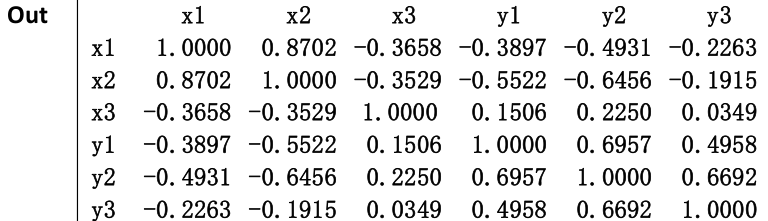 Out x1 x2 x3 y1 y2 y3
x1 1.0000 0.8702 -0.3658 -0.3897 -0.4931 -0.2263
x2 0.8702 1.0000 -0.3529 -0.5522 -0.6456 -0.1915
x3 -0.3658 -0.3529 1.0000 0.1506 0.2250 0.0349
y1 -0.3897 -0.5522 0.1506 1.0000 0.6957 0.4958
y2 -0.4931 -0.6456 0.2250 0.6957 1.0000 0.6692
y3 -0.2263 -0.1915 0.0349 0.4958 0.6692 1.0000